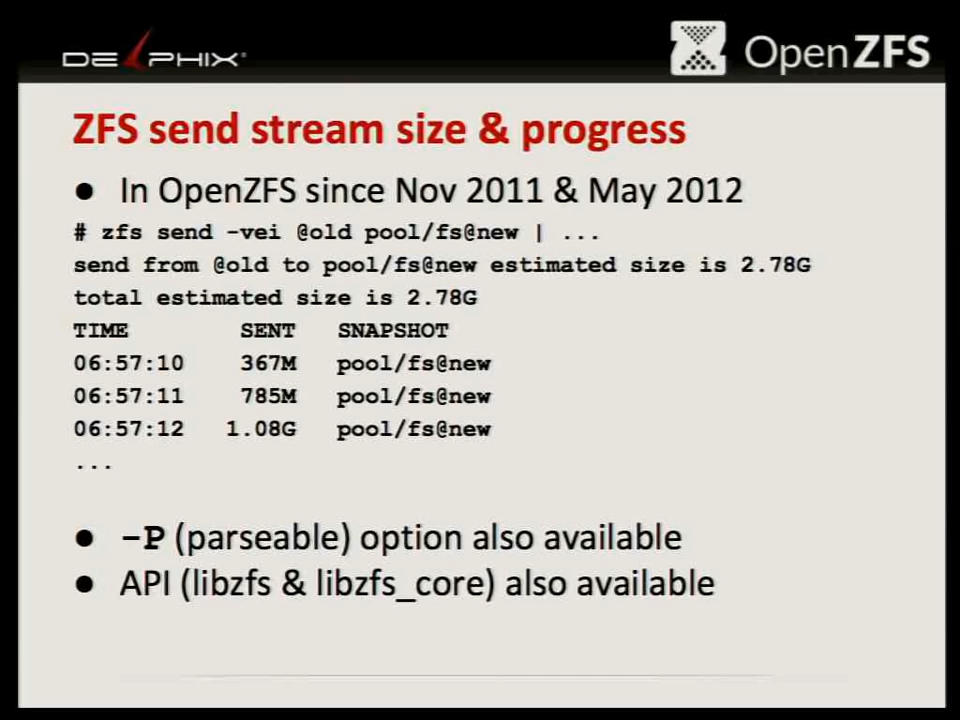 DELPHIX
OpenZFS
ZFS send stream size & progress
● In OpenZFS since Nov 2011 & May 2012
# zfs send -vei @old pool/fs@new | ...
send from @old to pool/fs@new estimated size is 2.78G
total estimated size is 2.78G
TIME SENT SNAPSHOT
06:57:10 367M pool/fs@new
06:57:11 785M pool/fs@new
06:57:12 1.08G pool/fs@new
...
● -P (parseable) option also available
● API (libzfs & libzfs_core) also available